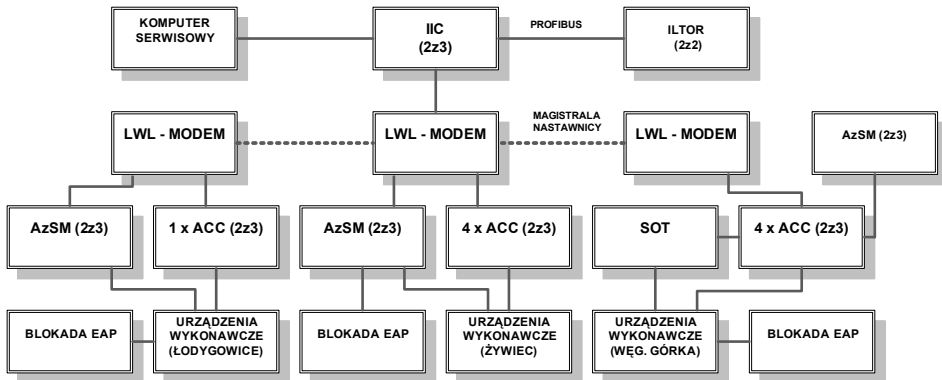 KOMPUTER
SERWISOWY
IIC
(2z3)
PROFIBUS
ILTOR
(2z2)
LWL - MODEM
LWL - MODEM
MAGISTRALA
NASTAWNICY
LWL - MODEM
AzSM (2z3)
AzSM (2z3)
1 x ACC (2z3)
AzSM (2z3)
4 x ACC (2z3)
SOT
4 x ACC (2z3)
BLOKADA EAP
URZĄDZENIA
WYKONAWCZE
(ŁODYGOWICE)
BLOKADA EAP
URZĄDZENIA
WYKONAWCZE
(ŻYWIEC)
URZĄDZENIA
WYKONAWCZE
(WĘG. GÓRKA)
BLOKADA EAP